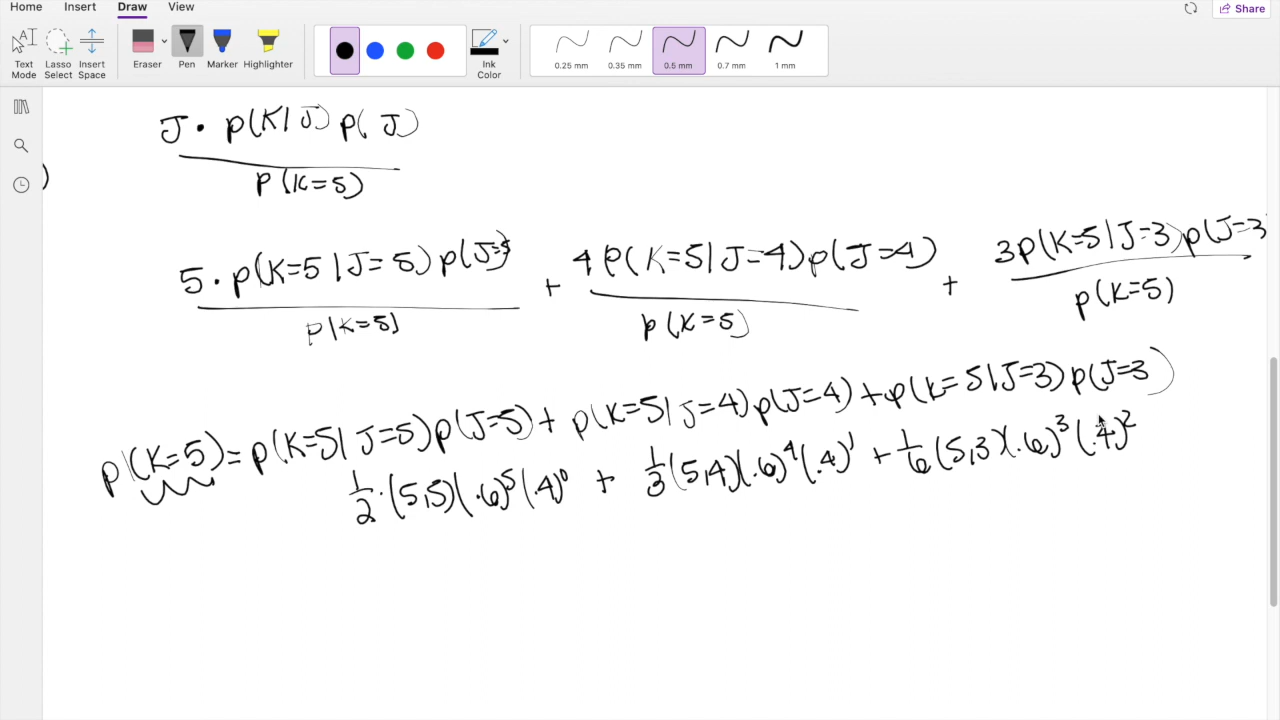 Home Insert Draw View Share
Text Mode Lasso Select Insert Space Eraser Pen Marker Highlighter Ink Color 0.25 mm 0.35 mm 0.5 mm 0.7 mm 1 mm
J · p(K|J) p(J)
)
p(K=5)
5 · p(K=5|J=5) p(J=5) + 4 p(K=5|J=4) p(J=4) + 3p(K=5|J=3)p(J=3
p(K=5) p(K=5) p(K=5)
p(K=5) = p(K=5|J=5)p(J=5) + p(K=5|J=4)p(J=4) + p(K=5|J=3)p(J=3)
1/2 · (5,5)(.6)^5(.4)^0 + 1/3(5,4)(.6)^4(.4)^1 + 1/6(5,3)(.6)^3(.4)^2